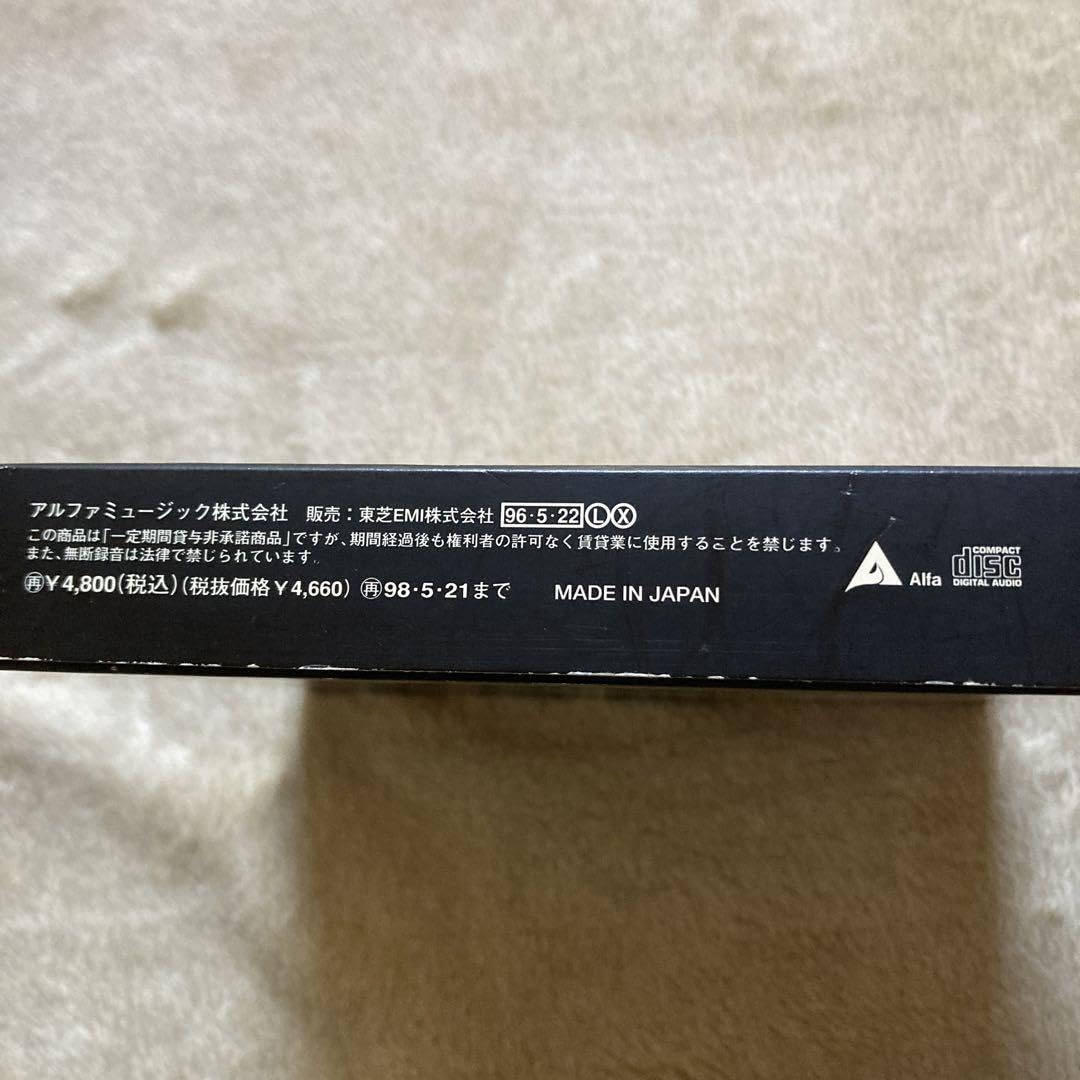 アルファミュージック株式会社 販売：東芝EMI株式会社 96・5・22 Ⓛ Ⓧ
この商品は「一定期間貸与非承諾商品」ですが、期間経過後も権利者の許可なく賃貸業に使用することを禁じます。
また、無断録音は法律で禁じられています。
㊢¥4,800(税込)(税抜価格¥4,660) ㊢98・5・21まで MADE IN JAPAN
Alfa
COMPACT
disc
DIGITAL AUDIO